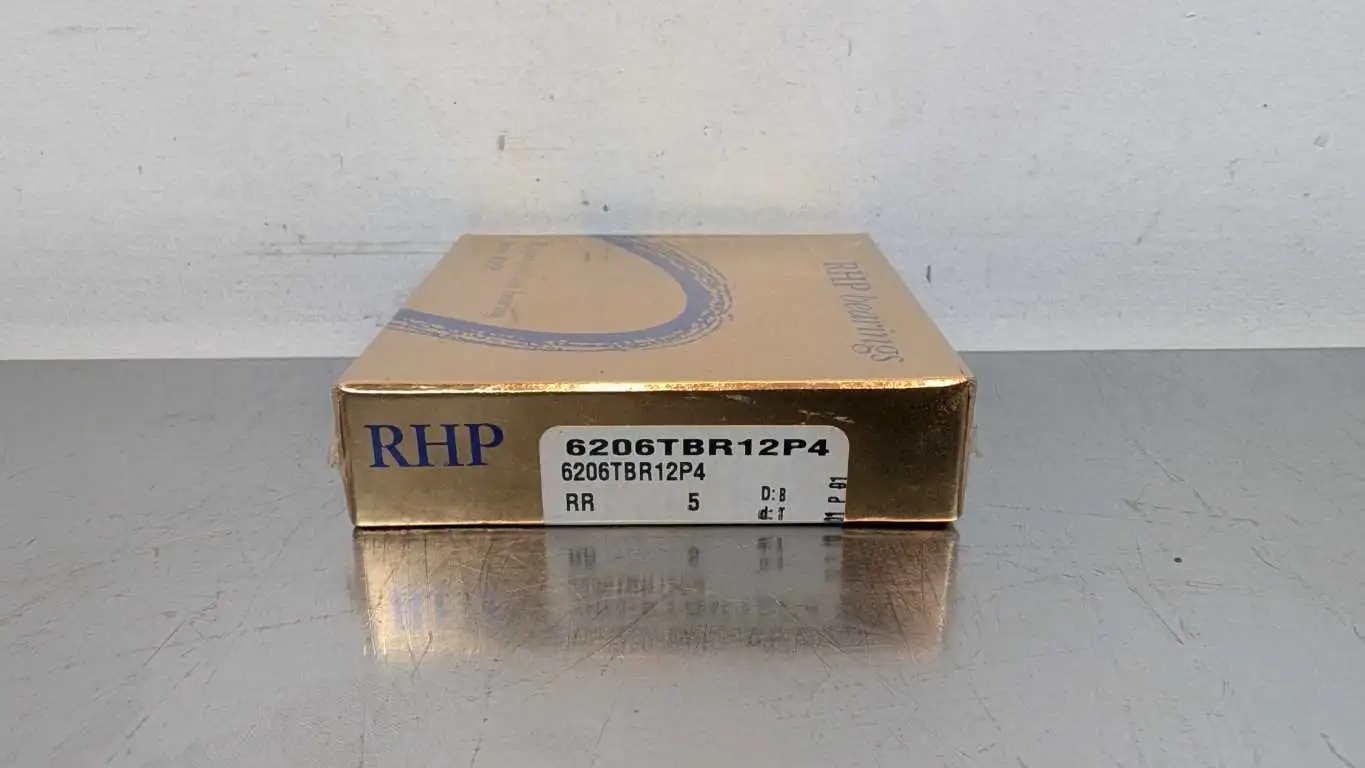 RHP bearings
RHP
6206TBR12P4
6206TBR12P4
RR 5 D:B
d:T